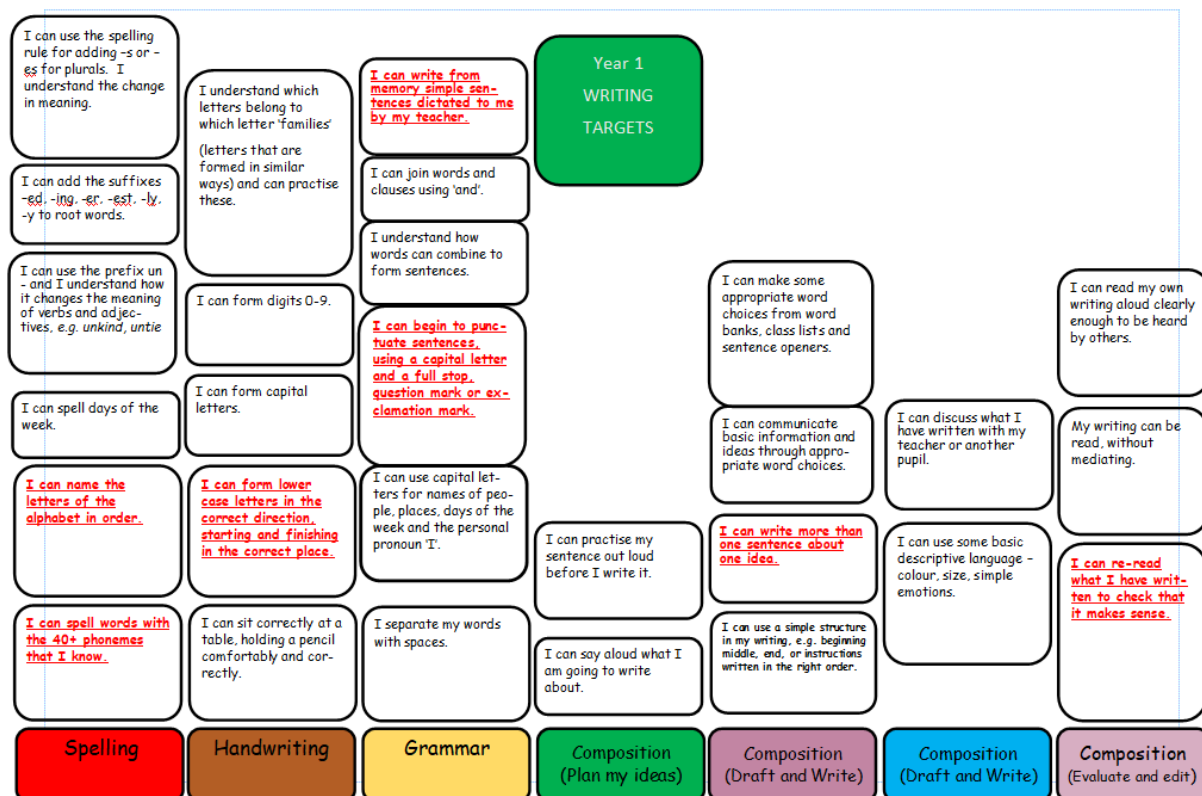 I can use the spelling
rule for adding –s or –
es for plurals.  I
understand the change
in meaning.
I can add the suffixes
-ed, -ing, -er, -est, -ly,
-y to root words.
I can use the prefix un
- and I understand how
it changes the meaning
of verbs and adjec-
tives, e.g. unkind, untie
I can spell days of the
week.
I can name the
letters of the
alphabet in order.
I can spell words with
the 40+ phonemes
that I know.
Spelling
I understand which
letters belong to
which letter ‘families’
(letters that are
formed in similar
ways) and can practise
these.
I can form digits 0-9.
I can form capital
letters.
I can form lower
case letters in the
correct direction,
starting and finishing
in the correct place.
I can sit correctly at a
table, holding a pencil
comfortably and cor-
rectly.
Handwriting
I can write from
memory simple sen-
tences dictated to me
by my teacher.
I can join words and
clauses using ‘and’.
I understand how
words can combine to
form sentences.
I can begin to punc-
tuate sentences,
using a capital letter
and a full stop,
question mark or ex-
clamation mark.
I can use capital let-
ters for names of peo-
ple, places, days of the
week and the personal
pronoun ‘I’.
I separate my words
with spaces.
Grammar
Year 1
WRITING
TARGETS
I can practise my
sentence out loud
before I write it.
I can say aloud what I
am going to write
about.
Composition
(Plan my ideas)
I can make some
appropriate word
choices from word
banks, class lists and
sentence openers.
I can communicate
basic information and
ideas through appro-
priate word choices.
I can write more than
one sentence about
one idea.
I can use a simple structure
in my writing, e.g. beginning
middle, end, or instructions
written in the right order.
Composition
(Draft and Write)
I can discuss what I
have written with my
teacher or another
pupil.
I can use some basic
descriptive language –
colour, size, simple
emotions.
Composition
(Draft and Write)
I can read my own
writing aloud clearly
enough to be heard
by others.
My writing can be
read, without
mediating.
I can re-read
what I have writ-
ten to check that
it makes sense.
Composition
(Evaluate and edit)